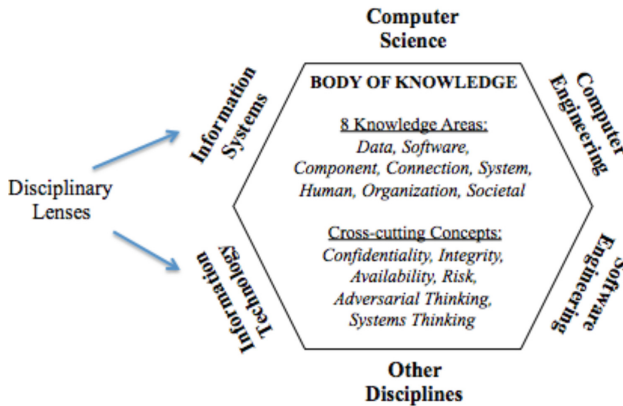 Computer
Science
Information
Systems
Computer
Engineering
BODY OF KNOWLEDGE
8 Knowledge Areas:
Data, Software,
Component, Connection, System,
Human, Organization, Societal
Disciplinary
Lenses
Cross-cutting Concepts:
Confidentiality, Integrity,
Availability, Risk,
Adversarial Thinking,
Systems Thinking
Information
Technology
Software
Engineering
Other
Disciplines